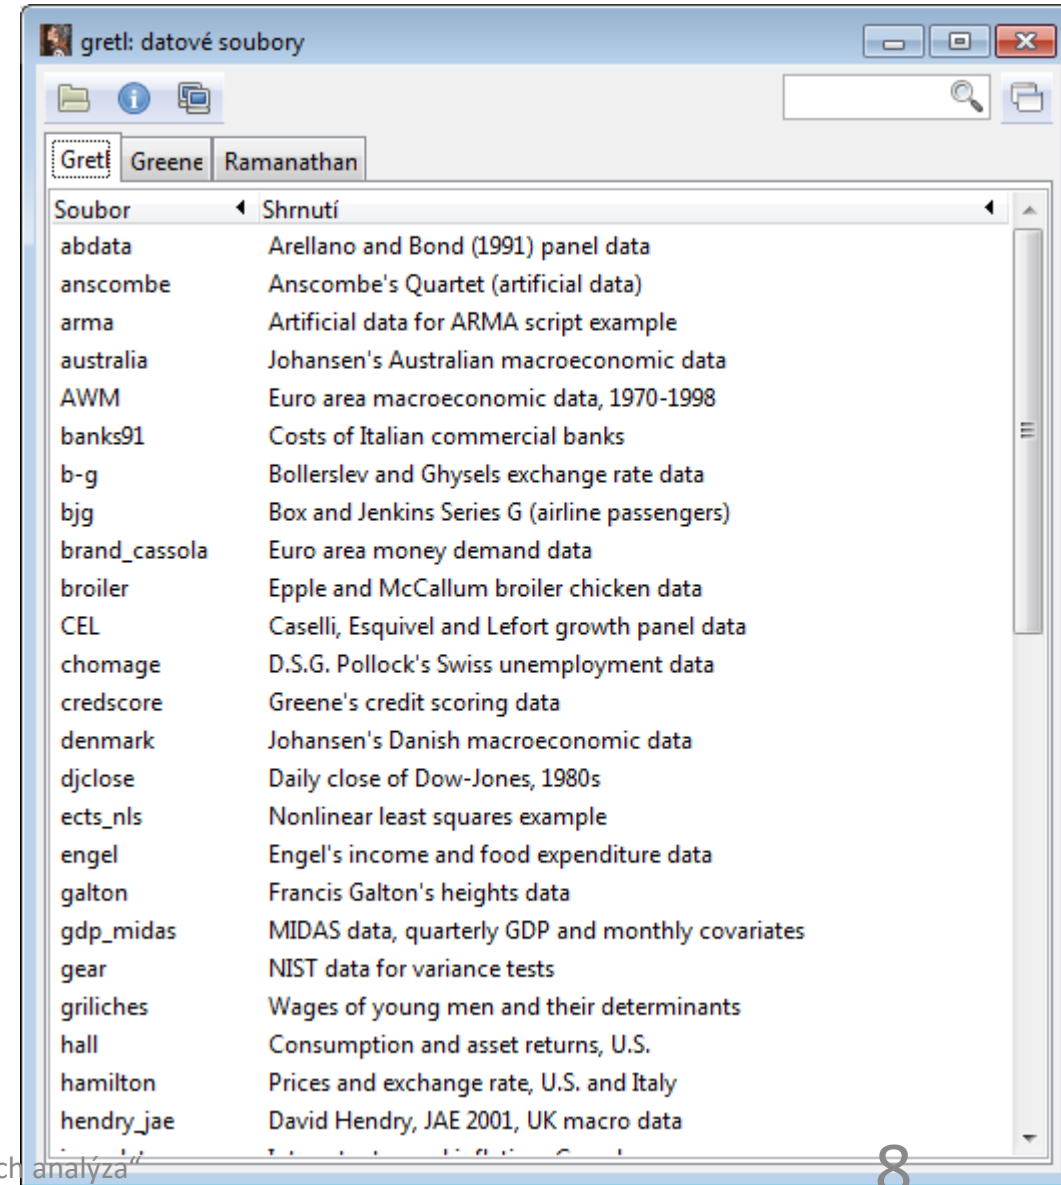 gretl: datové soubory
Gretl Greene Ramanathan
Soubor Shrnutí
abdata Arellano and Bond (1991) panel data
anscombe Anscombe's Quartet (artificial data)
arma Artificial data for ARMA script example
australia Johansen's Australian macroeconomic data
AWM Euro area macroeconomic data, 1970-1998
banks91 Costs of Italian commercial banks
b-g Bollerslev and Ghysels exchange rate data
bjg Box and Jenkins Series G (airline passengers)
brand_cassola Euro area money demand data
broiler Epple and McCallum broiler chicken data
CEL Caselli, Esquivel and Lefort growth panel data
chomage D.S.G. Pollock's Swiss unemployment data
credscore Greene's credit scoring data
denmark Johansen's Danish macroeconomic data
djclose Daily close of Dow-Jones, 1980s
ects_nls Nonlinear least squares example
engel Engel's income and food expenditure data
galton Francis Galton's heights data
gdp_midas MIDAS data, quarterly GDP and monthly covariates
gear NIST data for variance tests
griliches Wages of young men and their determinants
hall Consumption and asset returns, U.S.
hamilton Prices and exchange rate, U.S. and Italy
hendry_jae David Hendry, JAE 2001, UK macro data
ch analýza“ 8